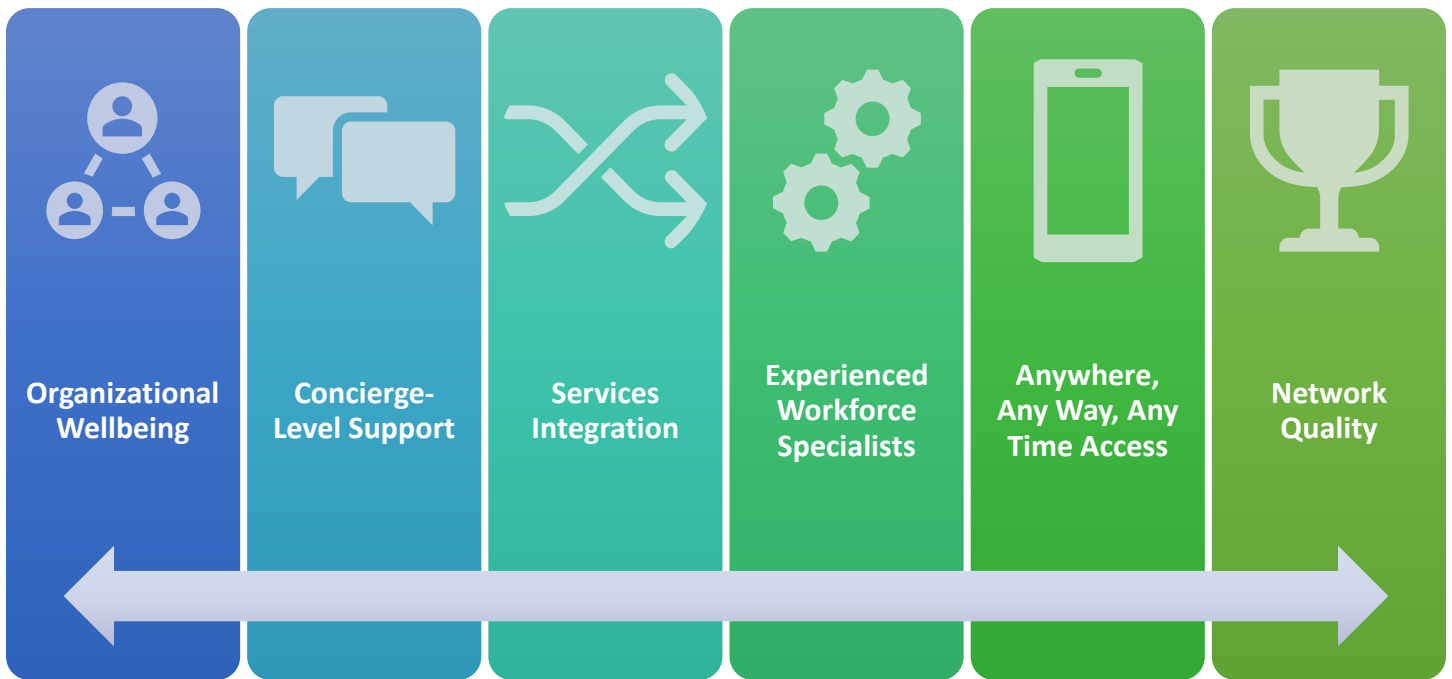 Organizational
Wellbeing
Concierge-
Level Support
Services
Integration
Experienced
Workforce
Specialists
Anywhere,
Any Way, Any
Time Access
Network
Quality